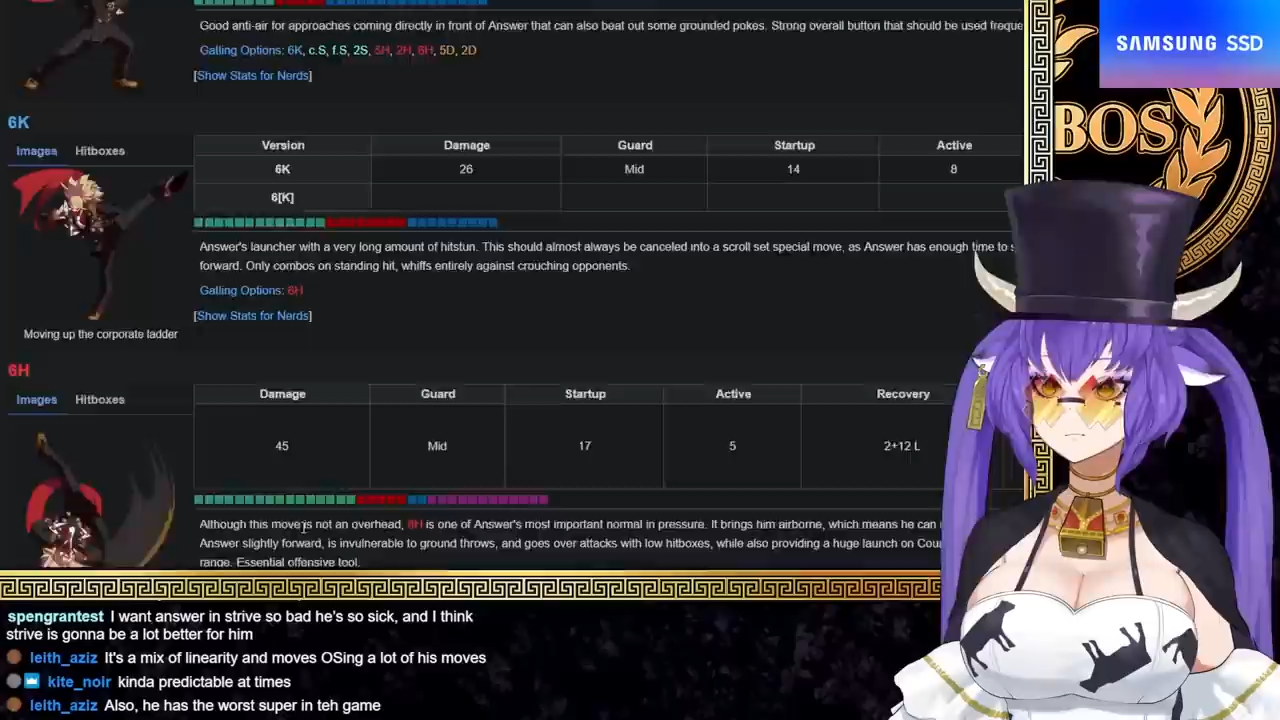 Good anti-air for approaches coming directly in front of Answer that can also beat out some grounded pokes. Strong overall button that should be used freque
Gatling Options: 6K, c.S, f.S, 2S, 5H, 2H, 6H, 5D, 2D
[Show Stats for Nerds]
SAMSUNG SSD
BOS
6K
Images Hitboxes
Version Damage Guard Startup Active
6K 26 Mid 14 8
6[K]
Answer's launcher with a very long amount of hitstun. This should almost always be canceled into a scroll set special move, as Answer has enough time to s
forward. Only combos on standing hit, whiffs entirely against crouching opponents.
Gatling Options: 6H
[Show Stats for Nerds]
Moving up the corporate ladder
6H
Images Hitboxes
Damage Guard Startup Active Recovery
45 Mid 17 5 2+12 L
Although this move is not an overhead, 6H is one of Answer's most important normal in pressure. It brings him airborne, which means he can
Answer slightly forward, is invulnerable to ground throws, and goes over attacks with low hitboxes, while also providing a huge launch on Cou
range. Essential offensive tool.
spengrantest I want answer in strive so bad he's so sick, and I think
strive is gonna be a lot better for him
leith_aziz It's a mix of linearity and moves OSing a lot of his moves
kite_noir kinda predictable at times
leith_aziz Also, he has the worst super in teh game